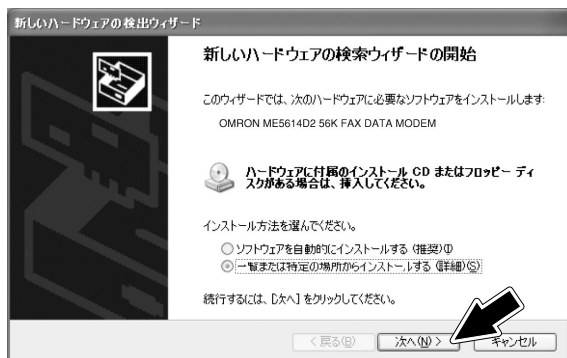 新しいハードウェアの検出ウィザード
新しいハードウェアの検索ウィザードの開始
このウィザードでは、次のハードウェアに必要なソフトウェアをインストールします:
OMRON ME5614D2 56K FAX DATA MODEM
ハードウェアに付属のインストール CD またはフロッピー ディ
スクがある場合は、挿入してください。
インストール方法を選んでください。
ソフトウェアを自動的にインストールする (推奨)(I)
一覧または特定の場所からインストールする (詳細)(S)
続行するには、[次へ] をクリックしてください。
< 戻る(B)
次へ(N) >
キャンセル